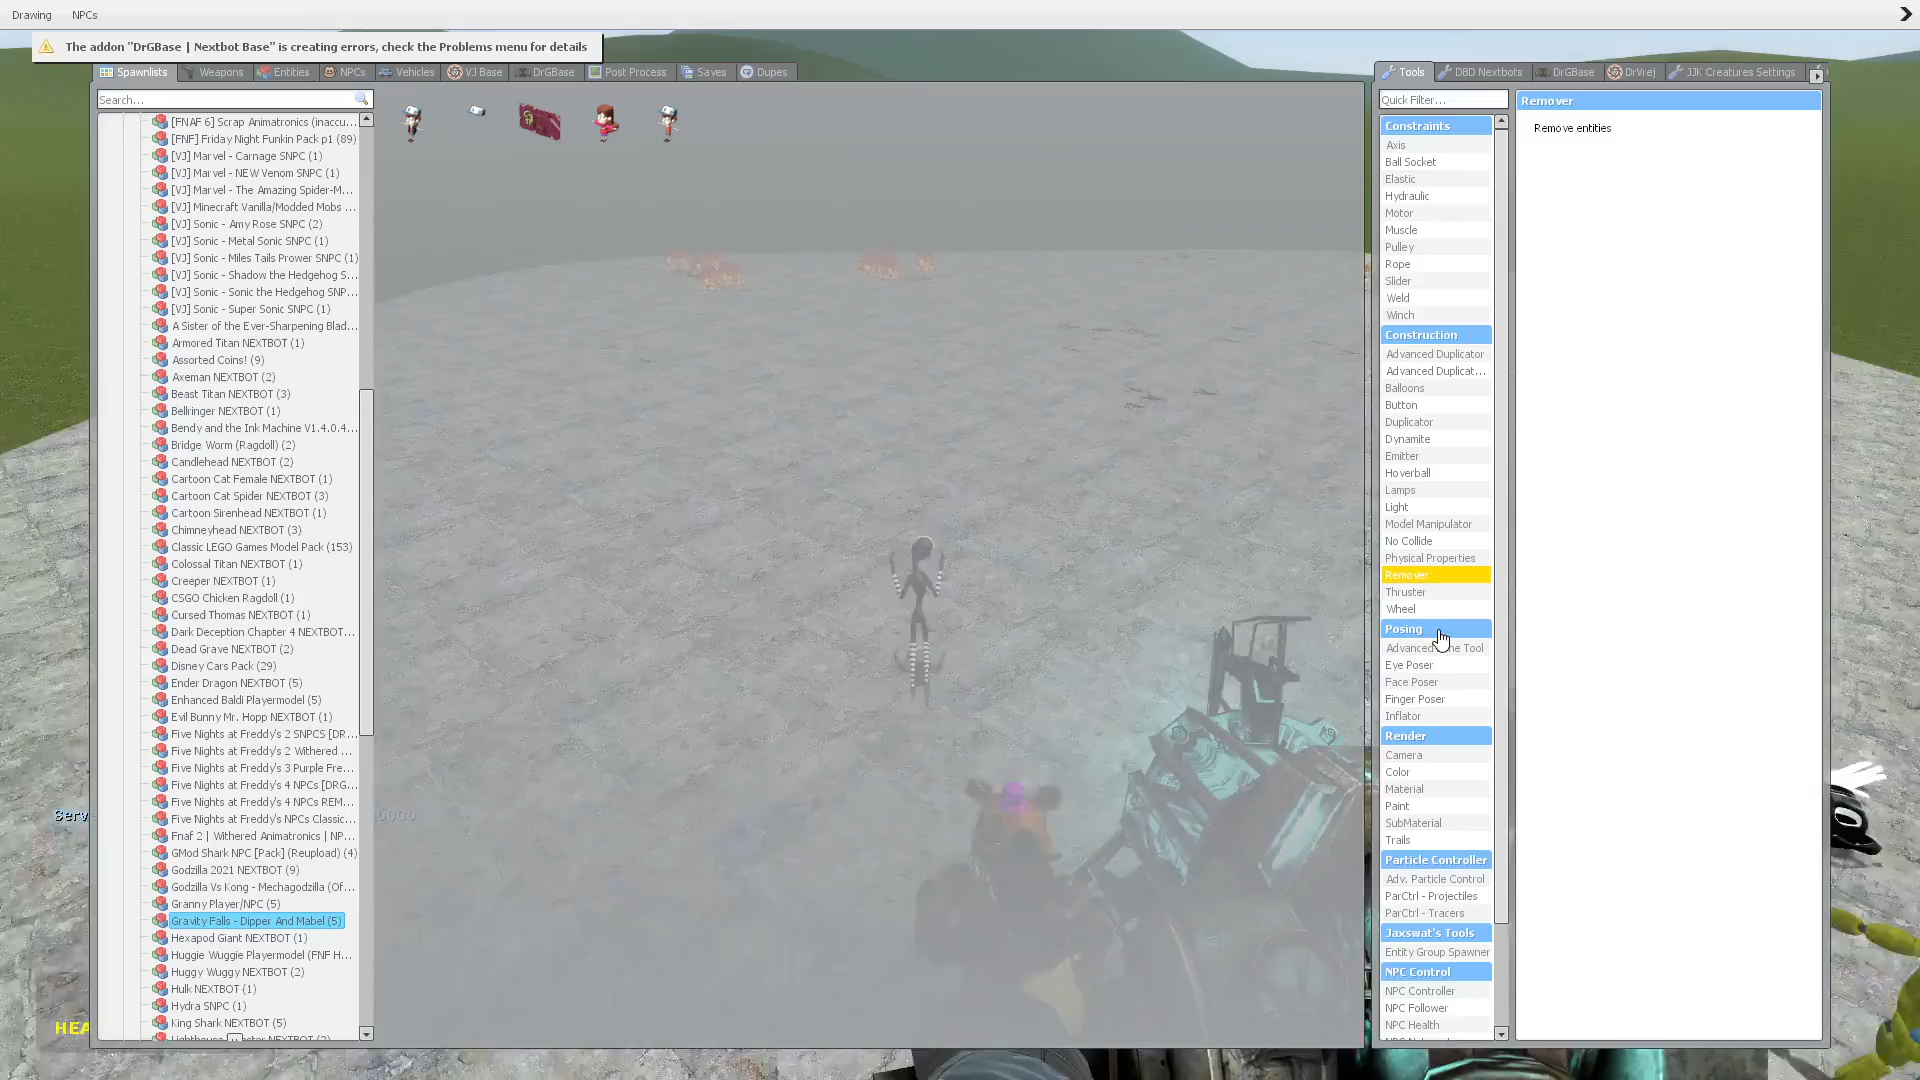 Drawing NPCs
The addon "DrGBase | Nextbot Base" is creating errors, check the Problems menu for details
Spawnlists Weapons Entities NPCs Vehicles VJ Base DrGBase Post Process Saves Dupes
Search...
[FNAF 6] Scrap Animatronics (inaccu...
[FNF] Friday Night Funkin Pack p1 (89)
[VJ] Marvel - Carnage SNPC (1)
[VJ] Marvel - NEW Venom SNPC (1)
[VJ] Marvel - The Amazing Spider-M...
[VJ] Minecraft Vanilla/Modded Mobs ...
[VJ] Sonic - Amy Rose SNPC (2)
[VJ] Sonic - Metal Sonic SNPC (1)
[VJ] Sonic - Miles Tails Prower SNPC (1)
[VJ] Sonic - Shadow the Hedgehog S...
[VJ] Sonic - Sonic the Hedgehog SNP...
[VJ] Sonic - Super Sonic SNPC (1)
A Sister of the Ever-Sharpening Blad...
Armored Titan NEXTBOT (1)
Assorted Coins! (9)
Axeman NEXTBOT (2)
Beast Titan NEXTBOT (3)
Bellringer NEXTBOT (1)
Bendy and the Ink Machine V1.4.0.4...
Bridge Worm (Ragdoll) (2)
Candlehead NEXTBOT (2)
Cartoon Cat Female NEXTBOT (1)
Cartoon Cat Spider NEXTBOT (3)
Cartoon Sirenhead NEXTBOT (1)
Chimneyhead NEXTBOT (3)
Classic LEGO Games Model Pack (153)
Colossal Titan NEXTBOT (1)
Creeper NEXTBOT (1)
CSGO Chicken Ragdoll (1)
Cursed Thomas NEXTBOT (1)
Dark Deception Chapter 4 NEXTBOT...
Dead Grave NEXTBOT (2)
Disney Cars Pack (29)
Ender Dragon NEXTBOT (5)
Enhanced Baldi Playermodel (5)
Evil Bunny Mr. Hopp NEXTBOT (1)
Five Nights at Freddy's 2 SNPCS [DR...
Five Nights at Freddy's 2 Withered ...
Five Nights at Freddy's 3 Purple Fre...
Five Nights at Freddy's 4 NPCs [DRG...
Five Nights at Freddy's 4 NPCs REM...
Five Nights at Freddy's NPCs Classic...
Fnaf 2 | Withered Animatronics | NP...
GMod Shark NPC [Pack] (Reupload) (4)
Godzilla 2021 NEXTBOT (9)
Godzilla Vs Kong - Mechagodzilla (Of...
Granny Player/NPC (5)
Gravity Falls - Dipper And Mabel (5)
Hexapod Giant NEXTBOT (1)
Huggie Wuggie Playermodel (FNF H...
Huggy Wuggy NEXTBOT (2)
Hulk NEXTBOT (1)
Hydra SNPC (1)
King Shark NEXTBOT (5)
Serv
0000
HEA
Tools DBD Nextbots DrGBase DrVrej JJK Creatures Settings
Quick Filter...
Constraints
Axis
Ball Socket
Elastic
Hydraulic
Motor
Muscle
Pulley
Rope
Slider
Weld
Winch
Construction
Advanced Duplicator
Advanced Duplicat...
Balloons
Button
Duplicator
Dynamite
Emitter
Hoverball
Lamps
Light
Model Manipulator
No Collide
Physical Properties
Remover
Thruster
Wheel
Posing
Advanced Tool
Eye Poser
Face Poser
Finger Poser
Inflator
Render
Camera
Color
Material
Paint
SubMaterial
Trails
Particle Controller
Adv. Particle Control
ParCtrl - Projectiles
ParCtrl - Tracers
Jaxswat's Tools
Entity Group Spawner
NPC Control
NPC Controller
NPC Follower
NPC Health
Remover
Remove entities